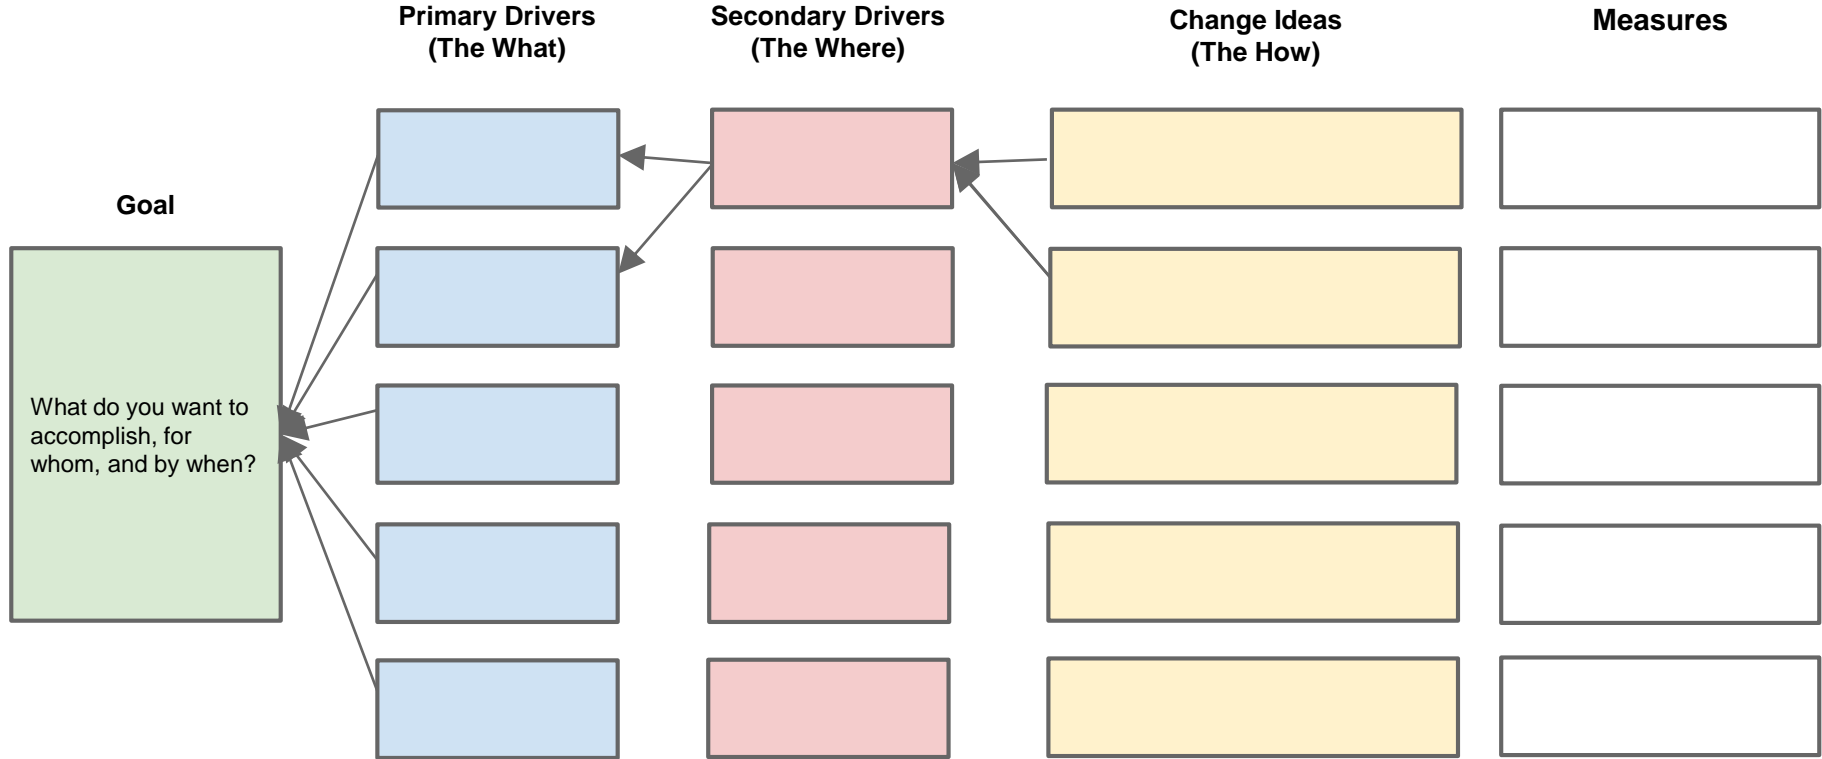 Primary Drivers
(The What)
Secondary Drivers
(The Where)
Change Ideas
(The How)
Measures
Goal
What do you want to
accomplish, for
whom, and by when?